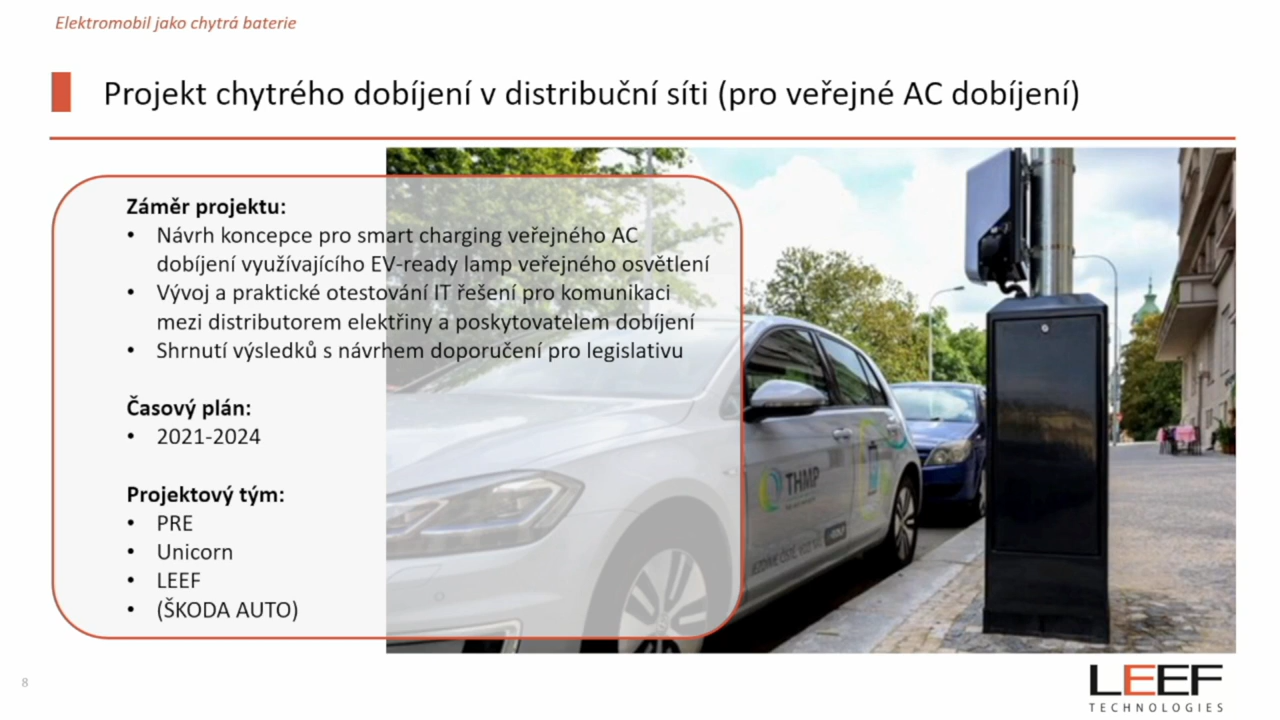 Elektromobil jako chytrá baterie
Projekt chytrého dobíjení v distribuční síti (pro veřejné AC dobíjení)
Záměr projektu:
• Návrh koncepce pro smart charging veřejného AC
dobíjení využívajícího EV-ready lamp veřejného osvětlení
• Vývoj a praktické otestování IT řešení pro komunikaci
mezi distributorem elektřiny a poskytovatelem dobíjení
• Shrnutí výsledků s návrhem doporučení pro legislativu
Časový plán:
• 2021-2024
Projektový tým:
• PRE
• Unicorn
• LEEF
• (ŠKODA AUTO)
THMP
8
LEEF
TECHNOLOGIES